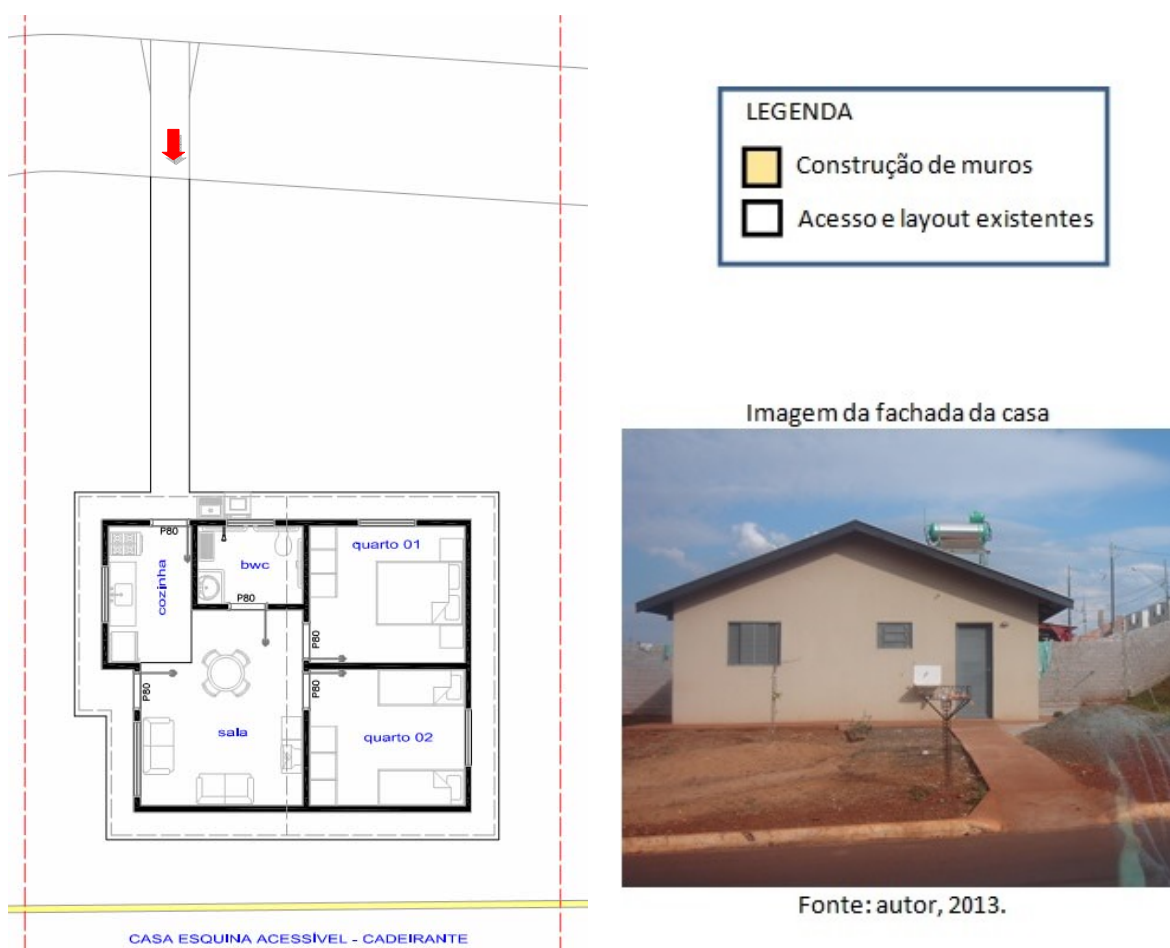 LEGENDA
Construção de muros
Acesso e layout existentes
Imagem da fachada da casa
P80
cozinha
bwc
P80
quarto 01
P80
P80
P80
sala
quarto 02
CASA ESQUINA ACESSÍVEL - CADEIRANTE
Fonte: autor, 2013.